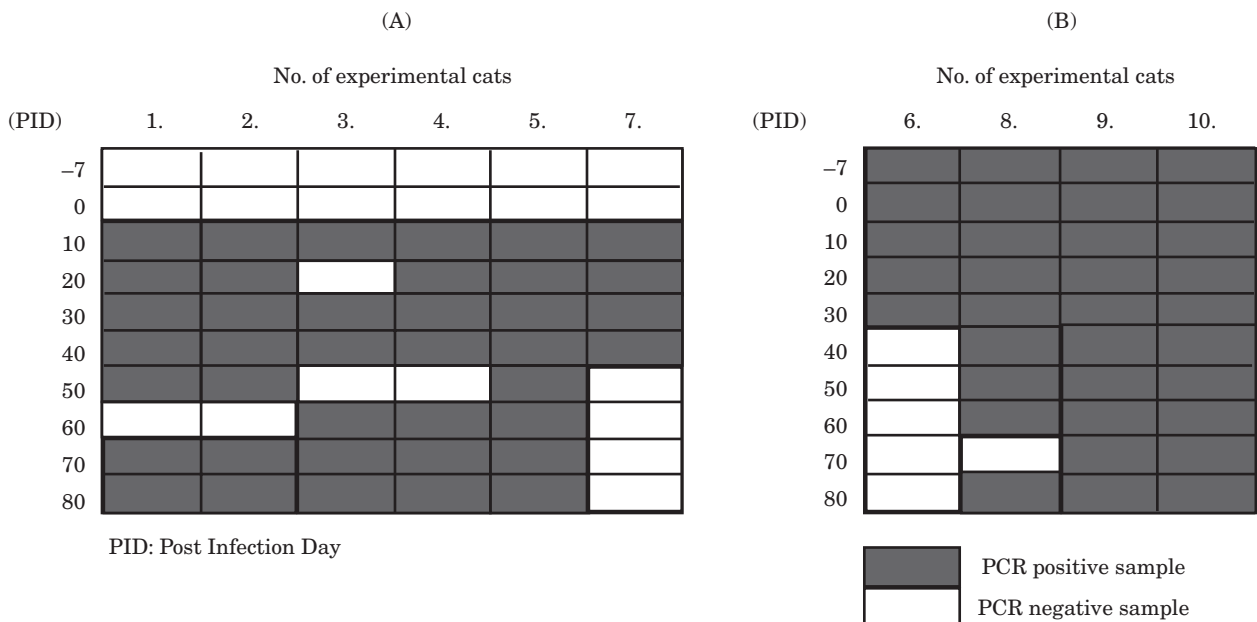 (A)
No. of experimental cats
(PID) 1. 2. 3. 4. 5. 7.
–7
0
10
20
30
40
50
60
70
80
PID: Post Infection Day
(B)
No. of experimental cats
(PID) 6. 8. 9. 10.
–7
0
10
20
30
40
50
60
70
80
PCR positive sample
PCR negative sample